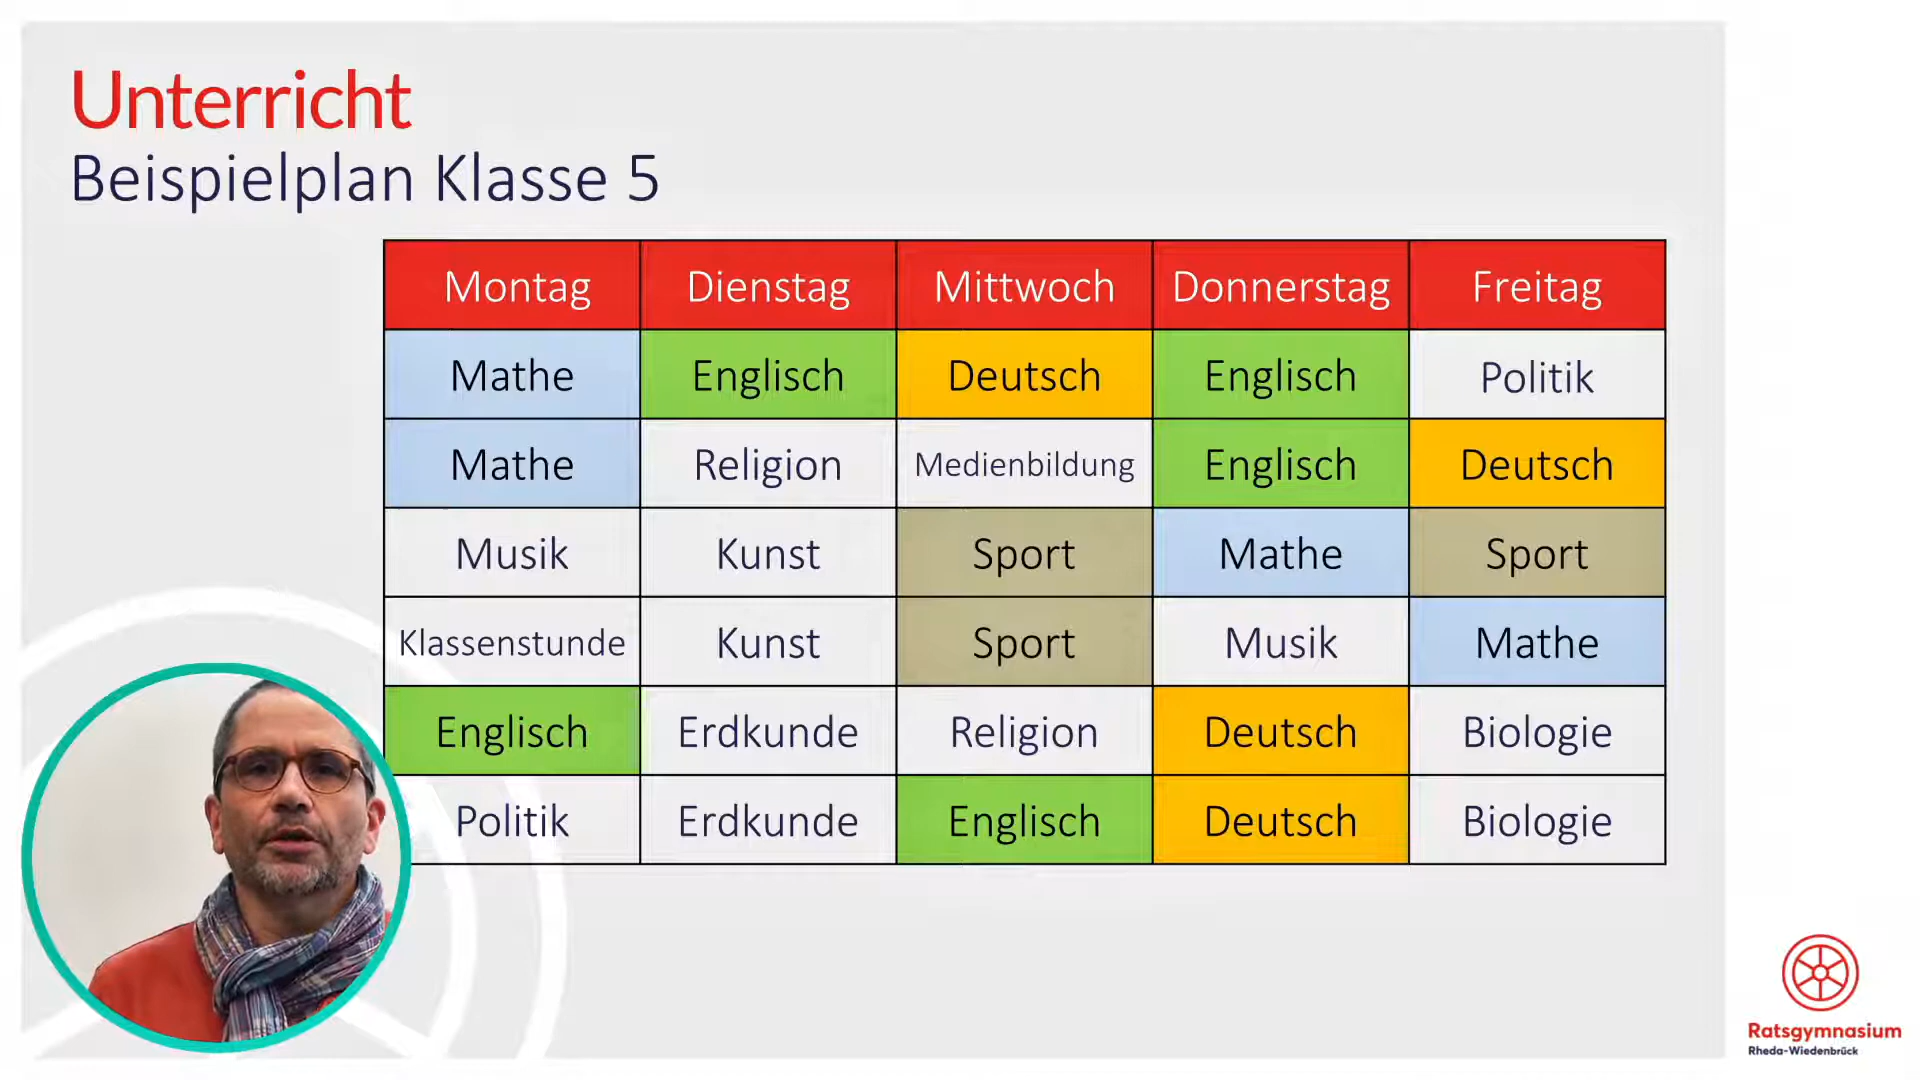 Unterricht
Beispielplan Klasse 5
Montag Dienstag Mittwoch Donnerstag Freitag
Mathe Englisch Deutsch Englisch Politik
Mathe Religion Medienbildung Englisch Deutsch
Musik Kunst Sport Mathe Sport
Klassenstunde Kunst Sport Musik Mathe
Englisch Erdkunde Religion Deutsch Biologie
Politik Erdkunde Englisch Deutsch Biologie
Ratsgymnasium
Rheda-Wiedenbrück